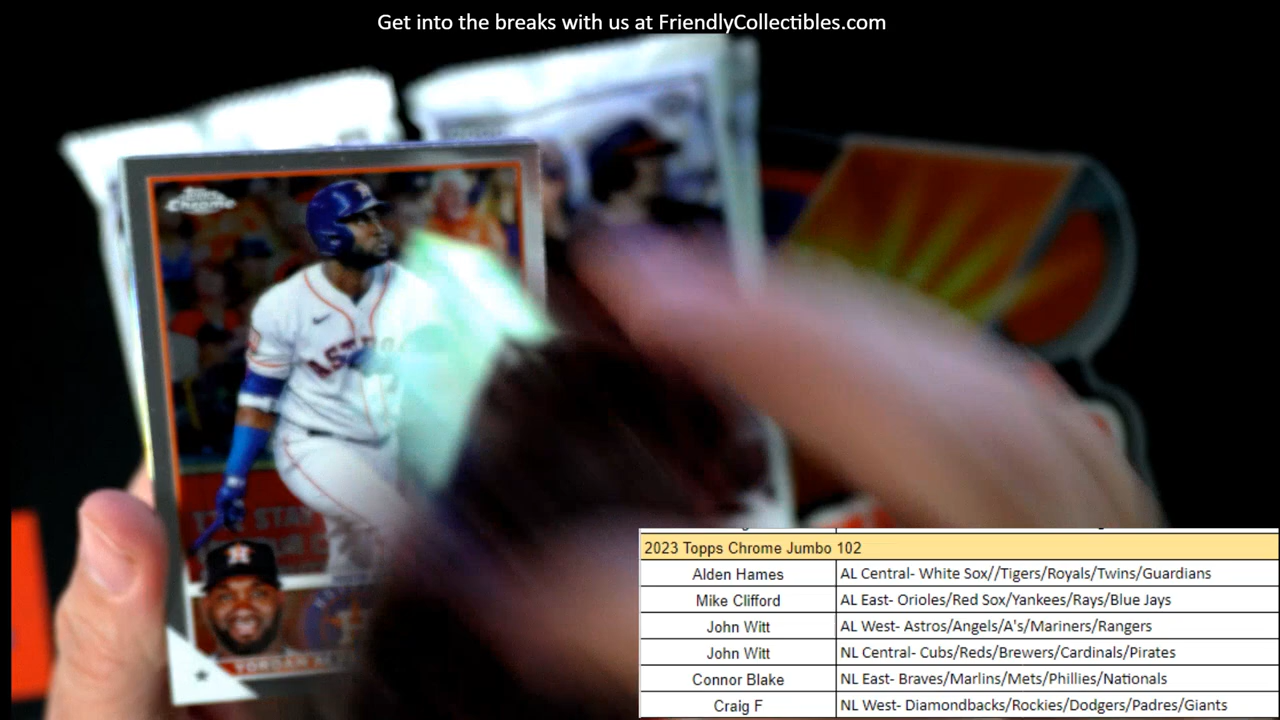 Get into the breaks with us at FriendlyCollectibles.com
Topps
Chrome
YORDAN
2023 Topps Chrome Jumbo 102
Alden Hames AL Central- White Sox//Tigers/Royals/Twins/Guardians
Mike Clifford AL East- Orioles/Red Sox/Yankees/Rays/Blue Jays
John Witt AL West- Astros/Angels/A's/Mariners/Rangers
John Witt NL Central- Cubs/Reds/Brewers/Cardinals/Pirates
Connor Blake NL East- Braves/Marlins/Mets/Phillies/Nationals
Craig F NL West- Diamondbacks/Rockies/Dodgers/Padres/Giants